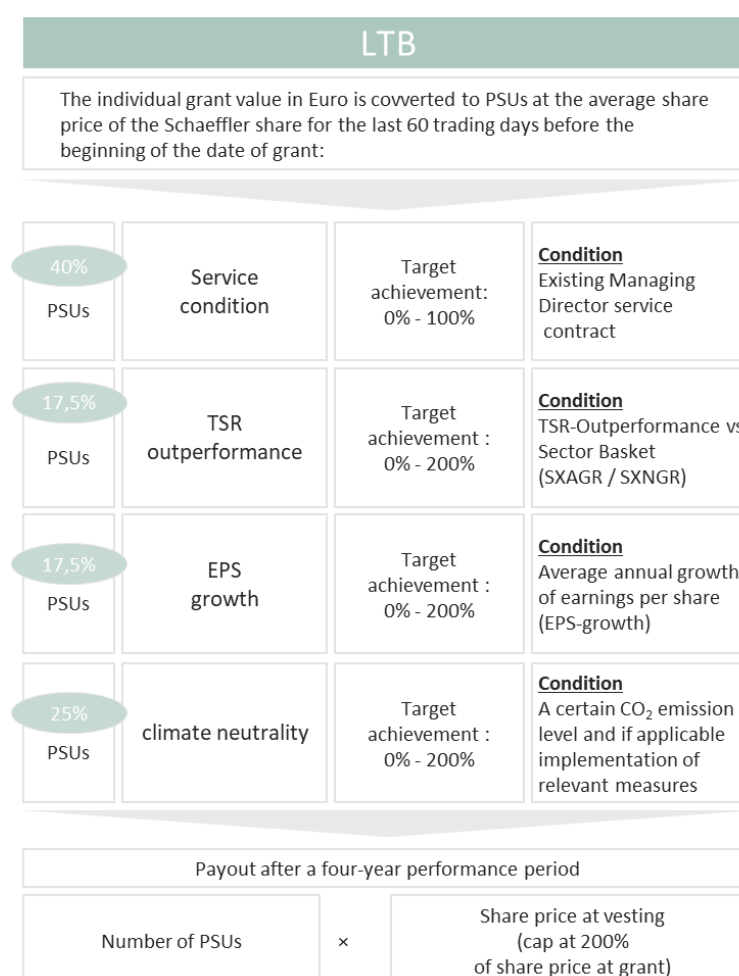 LTB
The individual grant value in Euro is covverted to PSUs at the average share
price of the Schaeffler share for the last 60 trading days before the
beginning of the date of grant:
40%
PSUs
Service
condition
Target
achievement:
0% - 100%
Condition
Existing Managing
Director service
contract
17,5%
PSUs
TSR
outperformance
Target
achievement :
0% - 200%
Condition
TSR-Outperformance vs
Sector Basket
(SXAGR / SXNGR)
17,5%
PSUs
EPS
growth
Target
achievement :
0% - 200%
Condition
Average annual growth
of earnings per share
(EPS-growth)
25%
PSUs
climate neutrality
Target
achievement :
0% - 200%
Condition
A certain CO₂ emission
level and if applicable
implementation of
relevant measures
Payout after a four-year performance period
Number of PSUs
×
Share price at vesting
(cap at 200%
of share price at grant)